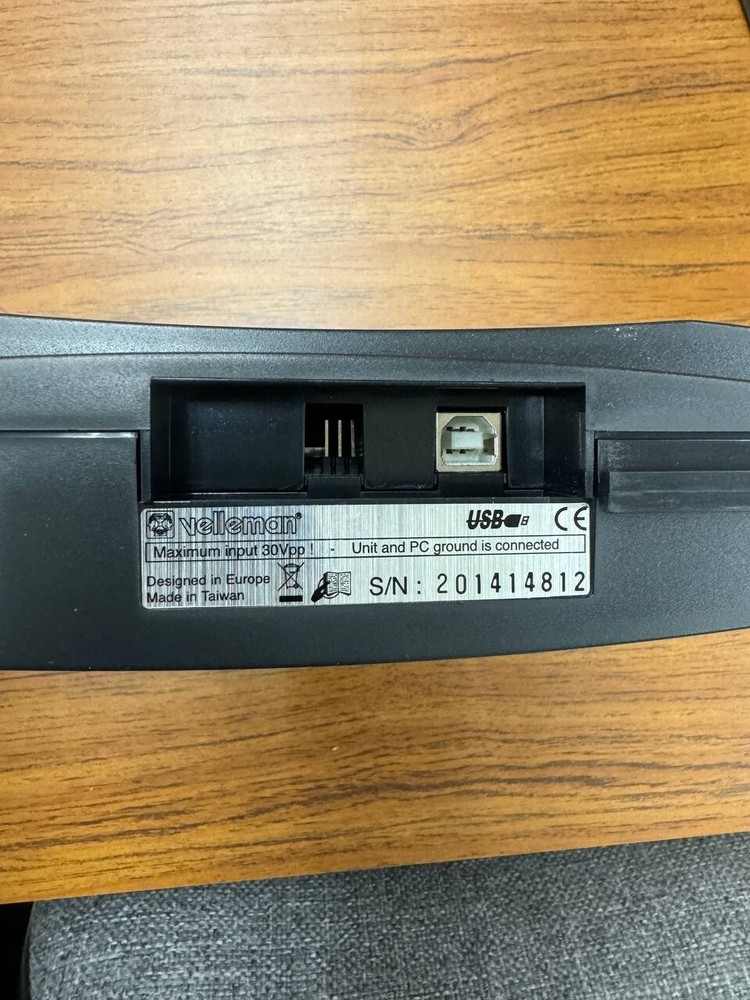 velleman®
USB
CE
Maximum input 30Vpp ! - Unit and PC ground is connected
Designed in Europe
Made in Taiwan
S/N : 201414812